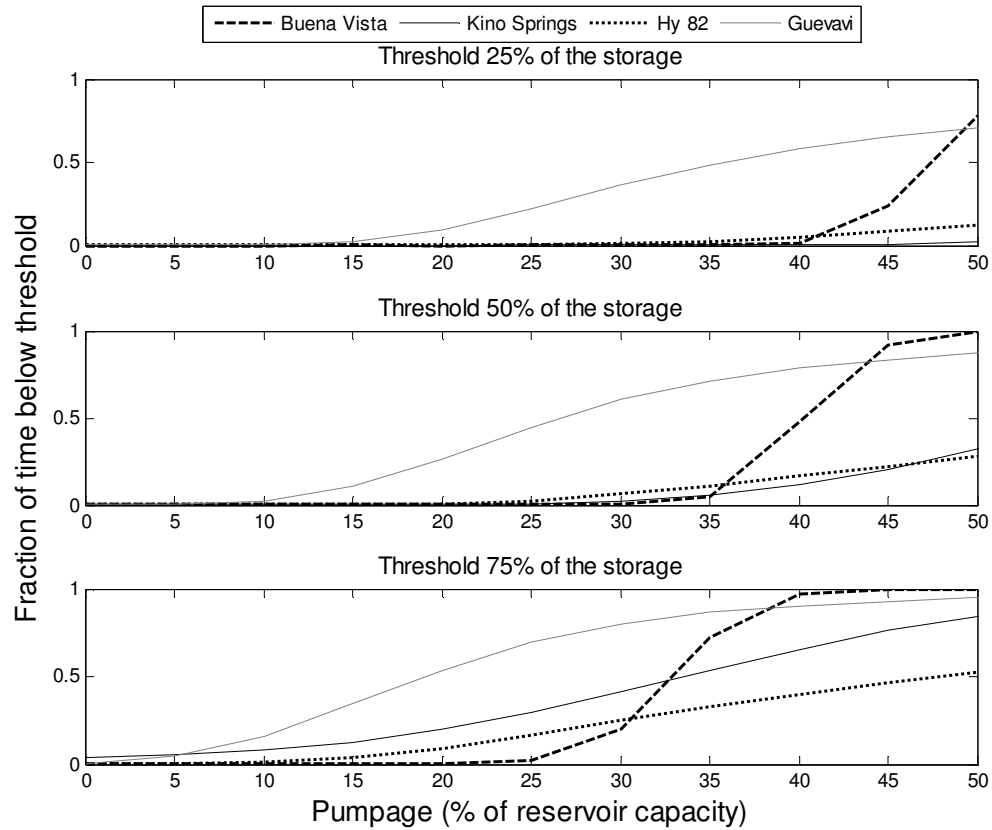 Buena Vista Kino Springs Hy 82 Guevavi
Threshold 25% of the storage
1
0.5
0
0 5 10 15 20 25 30 35 40 45 50
Threshold 50% of the storage
1
0.5
0
0 5 10 15 20 25 30 35 40 45 50
Threshold 75% of the storage
1
0.5
0
0 5 10 15 20 25 30 35 40 45 50
Fraction of time below threshold
Pumpage (% of reservoir capacity)